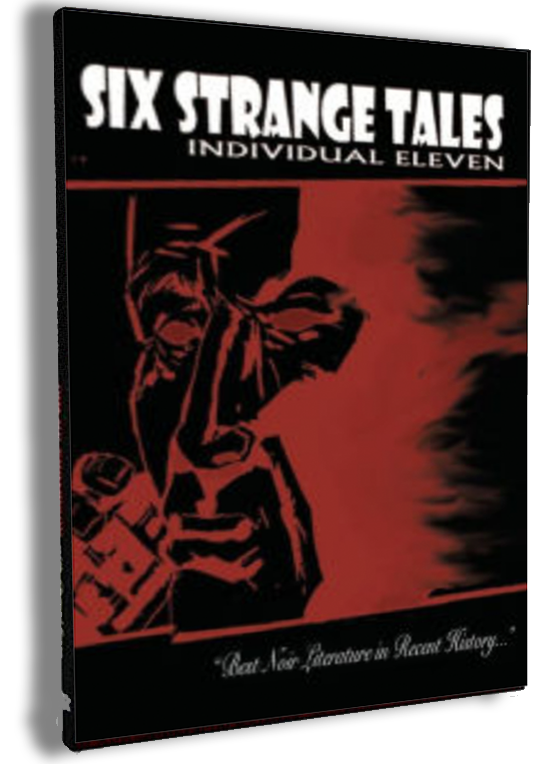 SIX STRANGE TALES
INDIVIDUAL ELEVEN
"Best Noir Literature in Recent History..."